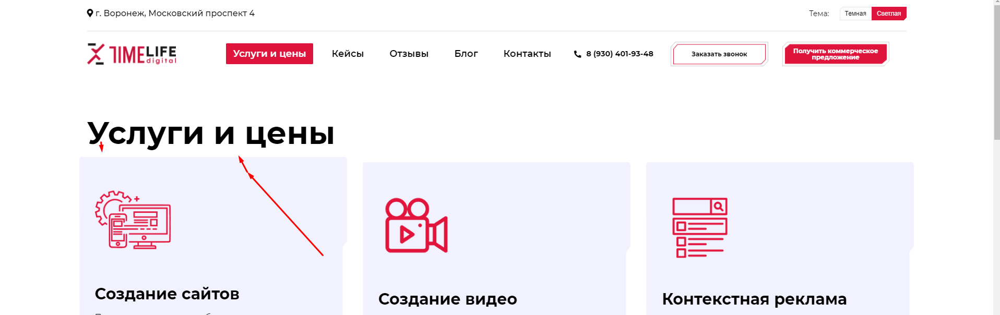 г. Воронеж, Московский проспект 4
Тема:
Темная
Светлая
TIMELIFE
digital
Услуги и цены
Кейсы
Отзывы
Блог
Контакты
8 (930) 401-93-48
Заказать звонок
Получить коммерческое
предложение
Услуги и цены
Создание сайтов
Создание видео
Контекстная реклама